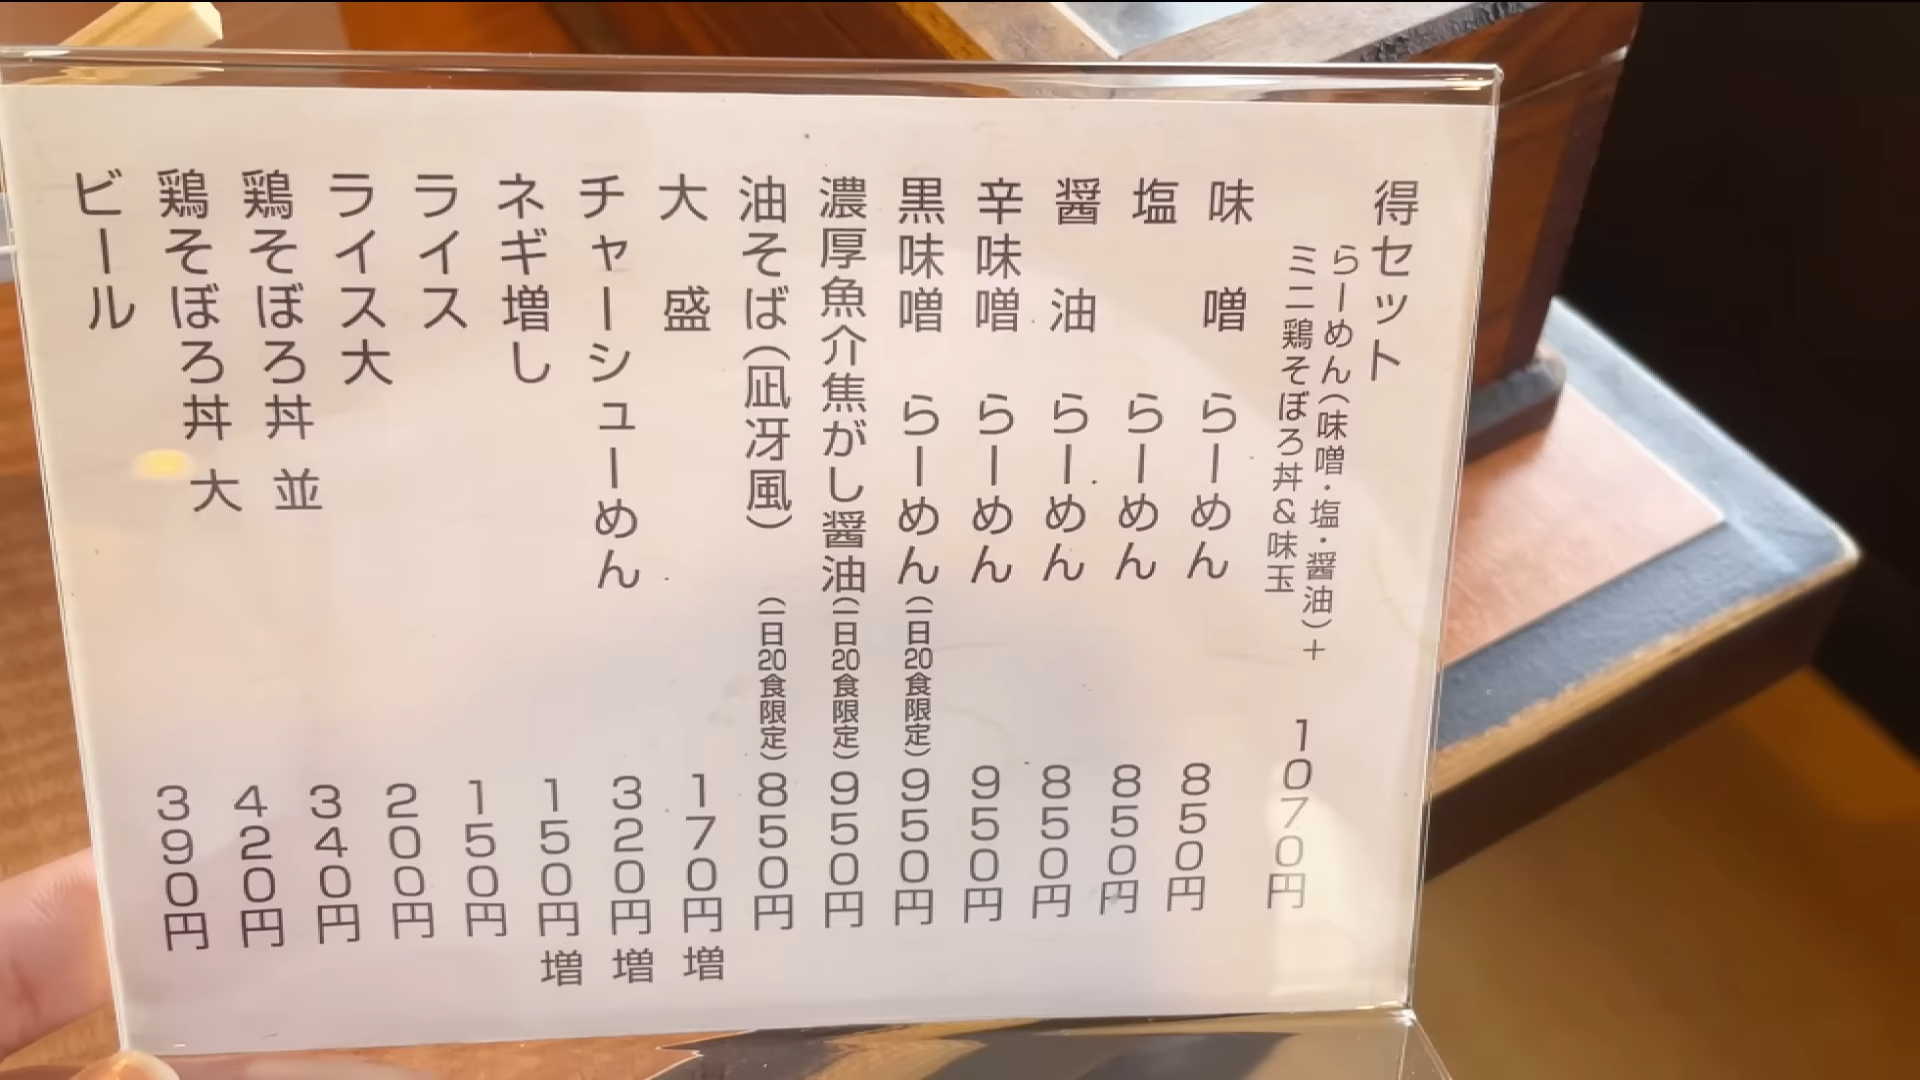 得セット
らーめん(味噌・塩・醤油)+
ミニ鶏そぼろ丼&味玉 1070円
味噌 らーめん 850円
塩 らーめん 850円
醤油 らーめん 850円
辛味噌 らーめん 950円
黒味噌 らーめん(一日20食限定) 950円
濃厚魚介焦がし醤油(一日20食限定) 950円
油そば(凪冴風)(一日20食限定) 850円
大盛 170円増
チャーシューめん 320円増
ネギ増し 150円増
ライス 150円
ライス大 200円
鶏そぼろ丼 並 340円
鶏そぼろ丼 大 420円
ビール 390円